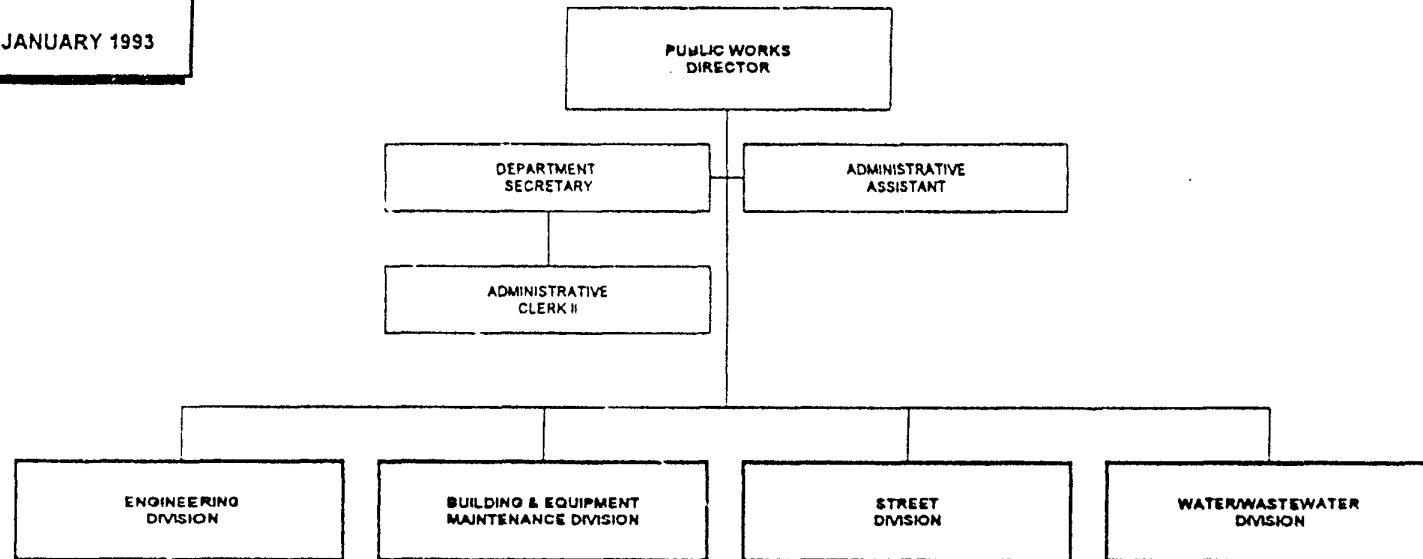 JANUARY 1993
PUBLIC WORKS
DIRECTOR
DEPARTMENT
SECRETARY
ADMINISTRATIVE
ASSISTANT
ADMINISTRATIVE
CLERK II
ENGINEERING
DIVISION
BUILDING & EQUIPMENT
MAINTENANCE DIVISION
STREET
DIVISION
WATER/WASTEWATER
DIVISION